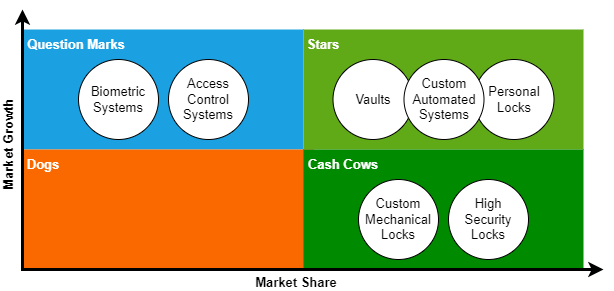 Market Growth
Question Marks
Biometric
Systems
Access
Control
Systems
Stars
Vaults
Custom
Automated
Systems
Personal
Locks
Dogs
Cash Cows
Custom
Mechanical
Locks
High
Security
Locks
Market Share